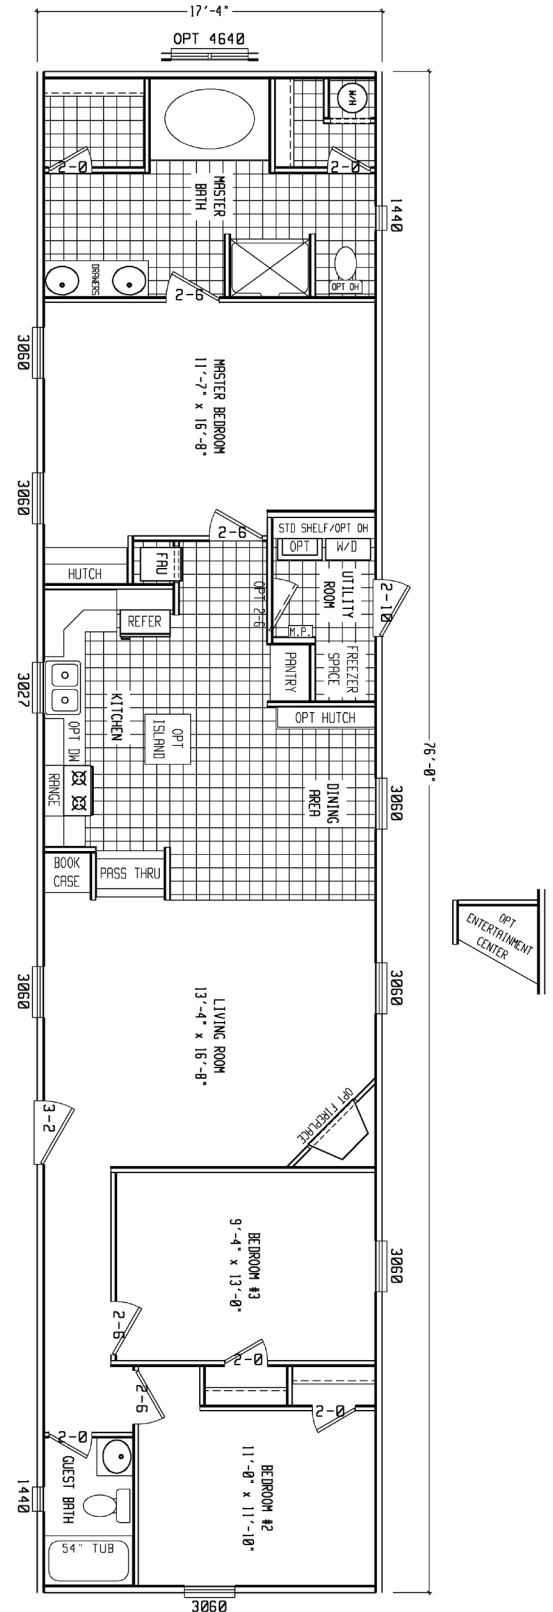 17'-4"
OPT 4640
W/H
2-0
2-0
MASTER
BATH
1440
DRAWERS
OPT OH
2-6
3060
MASTER BEDROOM
11'-7" x 16'-8"
3060
2-6
STD SHELF/OPT OH
OPT
W/D
FAU
HUTCH
OPT 2-6
UTILITY
ROOM
2-10
REFER
M.P.
PANTRY
FREEZER
SPACE
3027
KITCHEN
OPT
ISLAND
OPT HUTCH
OPT DW
RANGE
DINING
AREA
3060
76'-0"
BOOK
CASE
PASS THRU
OPT
ENTERTAINMENT
CENTER
3060
3060
LIVING ROOM
13'-4" x 16'-8"
3-2
OPT FIREPLACE
BEDROOM #3
9'-4" x 13'-0"
3060
2-6
2-0
2-6
2-0
2-0
GUEST BATH
BEDROOM #2
11'-0" x 11'-10"
1440
54" TUB
3060